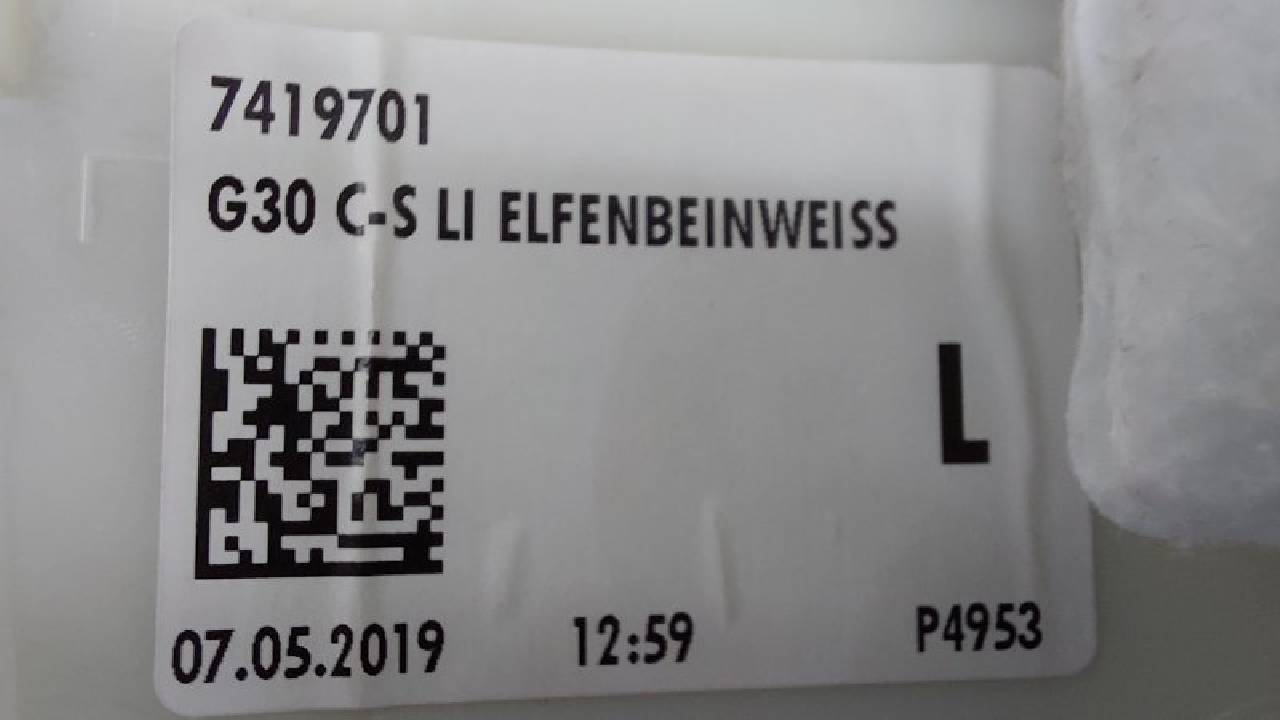 7419701
G30 C-S LI ELFENBEINWEISS
L
07.05.2019 12:59 P4953